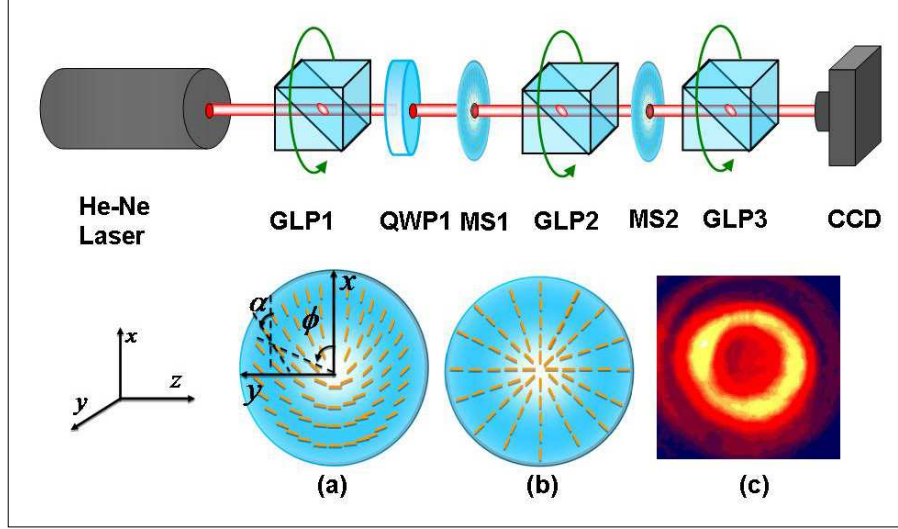 He-Ne
Laser
GLP1
QWP1
MS1
GLP2
MS2
GLP3
CCD
x
y
z
α
ϕ
x
y
(a)
(b)
(c)